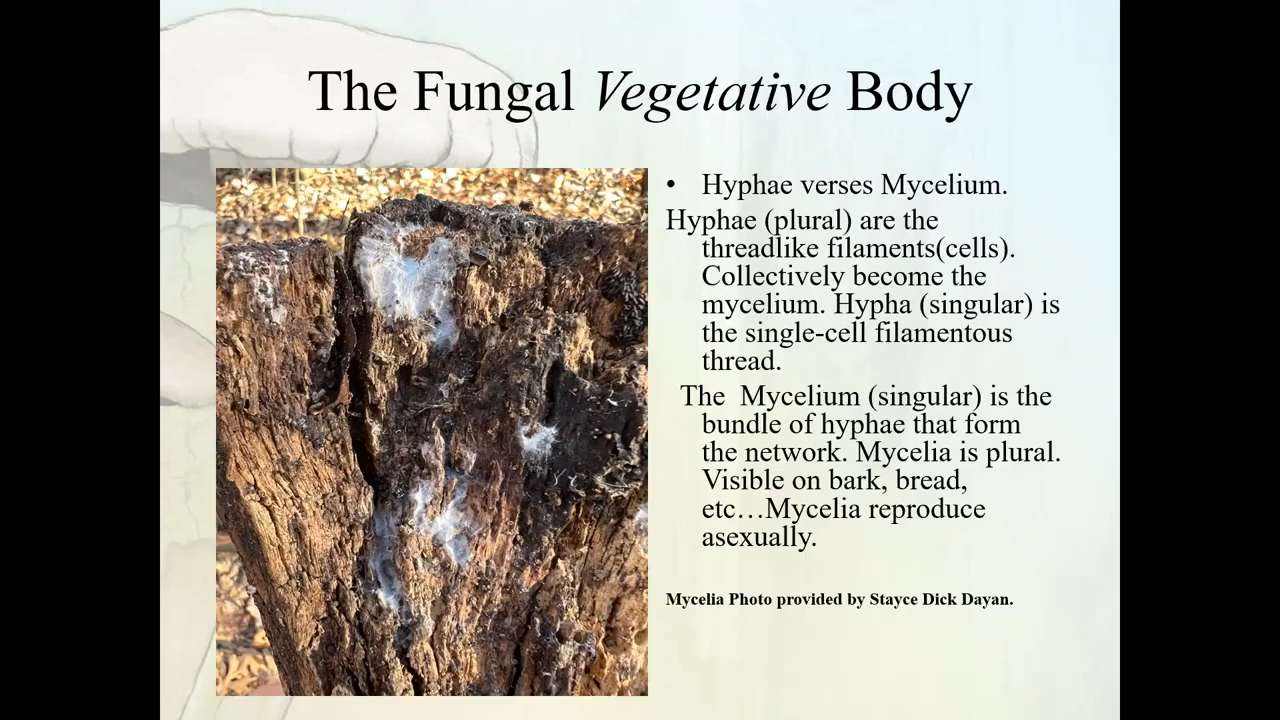 The Fungal Vegetative Body
• Hyphae verses Mycelium.
Hyphae (plural) are the
threadlike filaments(cells).
Collectively become the
mycelium. Hypha (singular) is
the single-cell filamentous
thread.
The Mycelium (singular) is the
bundle of hyphae that form
the network. Mycelia is plural.
Visible on bark, bread,
etc…Mycelia reproduce
asexually.
Mycelia Photo provided by Stayce Dick Dayan.